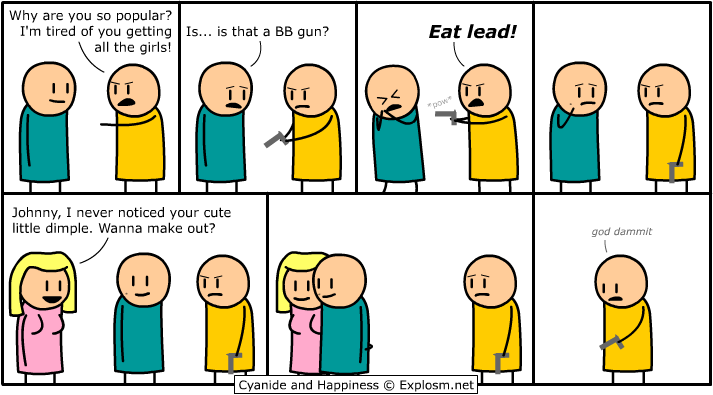 Why are you so popular?
I'm tired of you getting
all the girls!
Is... is that a BB gun?
Eat lead!
*pow*
Johnny, I never noticed your cute
little dimple. Wanna make out?
god dammit
Cyanide and Happiness © Explosm.net